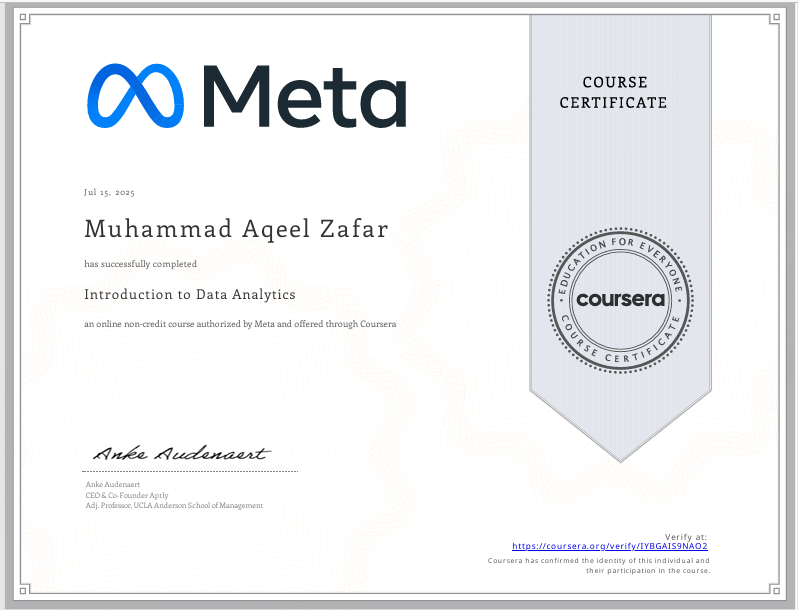 Meta
COURSE
CERTIFICATE
Jul 15, 2025
Muhammad Aqeel Zafar
has successfully completed
Introduction to Data Analytics
an online non-credit course authorized by Meta and offered through Coursera
EDUCATION FOR EVERYONE
coursera
COURSE CERTIFICATE
Anke Audenaert
Anke Audenaert
CEO & Co-Founder Aptly
Adj. Professor, UCLA Anderson School of Management
Verify at:
https://coursera.org/verify/IYBGAIS9NAO2
Coursera has confirmed the identity of this individual and
their participation in the course.